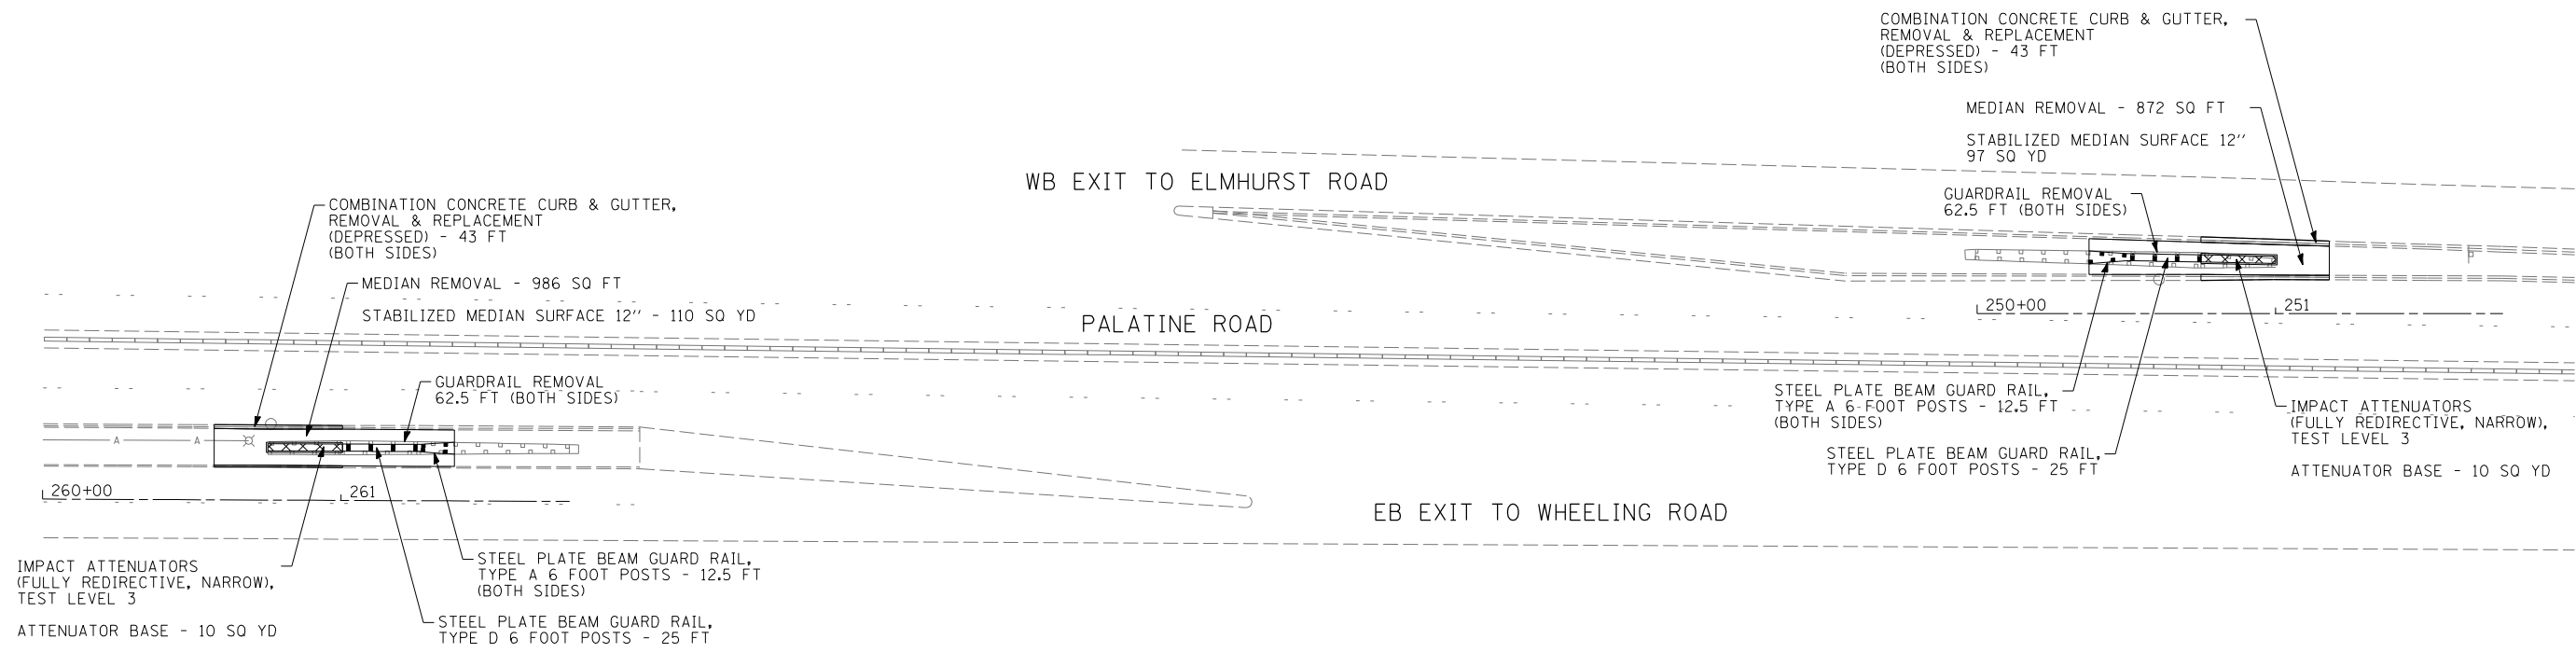 COMBINATION CONCRETE CURB & GUTTER,
REMOVAL & REPLACEMENT
(DEPRESSED) - 43 FT
(BOTH SIDES)
MEDIAN REMOVAL - 872 SQ FT
STABILIZED MEDIAN SURFACE 12''
97 SQ YD
WB EXIT TO ELMHURST ROAD
GUARDRAIL REMOVAL
62.5 FT (BOTH SIDES)
COMBINATION CONCRETE CURB & GUTTER,
REMOVAL & REPLACEMENT
(DEPRESSED) - 43 FT
(BOTH SIDES)
MEDIAN REMOVAL - 986 SQ FT
STABILIZED MEDIAN SURFACE 12'' - 110 SQ YD
PALATINE ROAD
250+00
251
GUARDRAIL REMOVAL
62.5 FT (BOTH SIDES)
STEEL PLATE BEAM GUARD RAIL,
TYPE A 6-FOOT POSTS - 12.5 FT
(BOTH SIDES)
STEEL PLATE BEAM GUARD RAIL,
TYPE D 6 FOOT POSTS - 25 FT
IMPACT ATTENUATORS
(FULLY REDIRECTIVE, NARROW),
TEST LEVEL 3
ATTENUATOR BASE - 10 SQ YD
A A
260+00
261
EB EXIT TO WHEELING ROAD
IMPACT ATTENUATORS
(FULLY REDIRECTIVE, NARROW),
TEST LEVEL 3
ATTENUATOR BASE - 10 SQ YD
STEEL PLATE BEAM GUARD RAIL,
TYPE A 6 FOOT POSTS - 12.5 FT
(BOTH SIDES)
STEEL PLATE BEAM GUARD RAIL,
TYPE D 6 FOOT POSTS - 25 FT